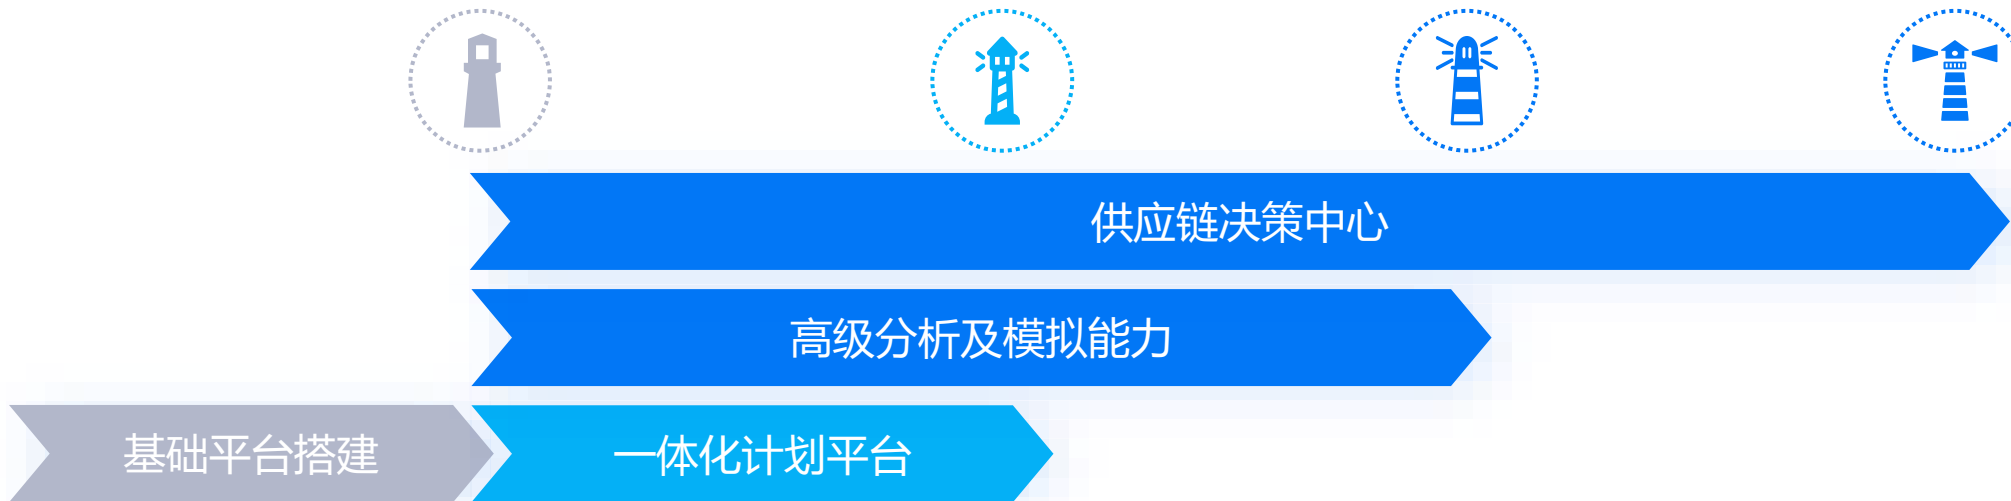 供应链决策中心
高级分析及模拟能力
基础平台搭建
一体化计划平台